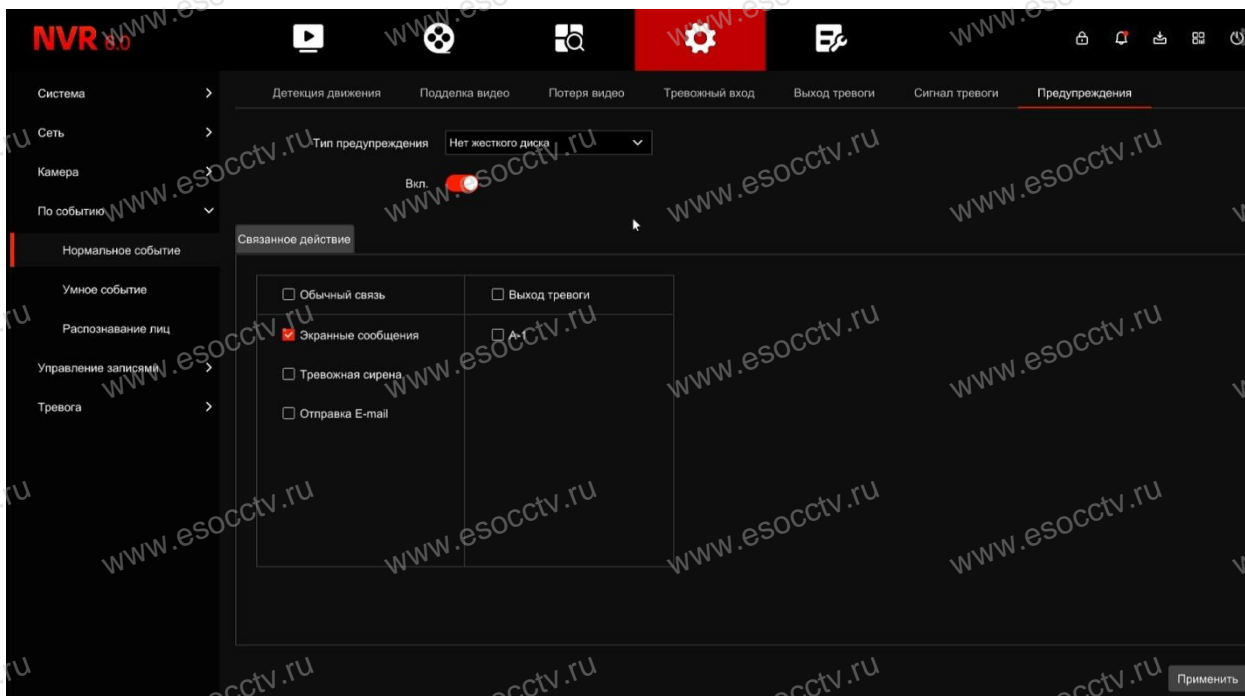 NVR 6.0
Система
Сеть
Камера
По событию
Нормальное событие
Умное событие
Распознавание лиц
Управление записями
Тревога
Детекция движения Подделка видео Потеря видео Тревожный вход Выход тревоги Сигнал тревоги Предупреждения
Тип предупреждения Нет жесткого диска
Вкл.
Связанное действие
Обычный связь Выход тревоги
Экранные сообщения A-1
Тревожная сирена
Отправка E-mail
Применить
www.esocctv.ru